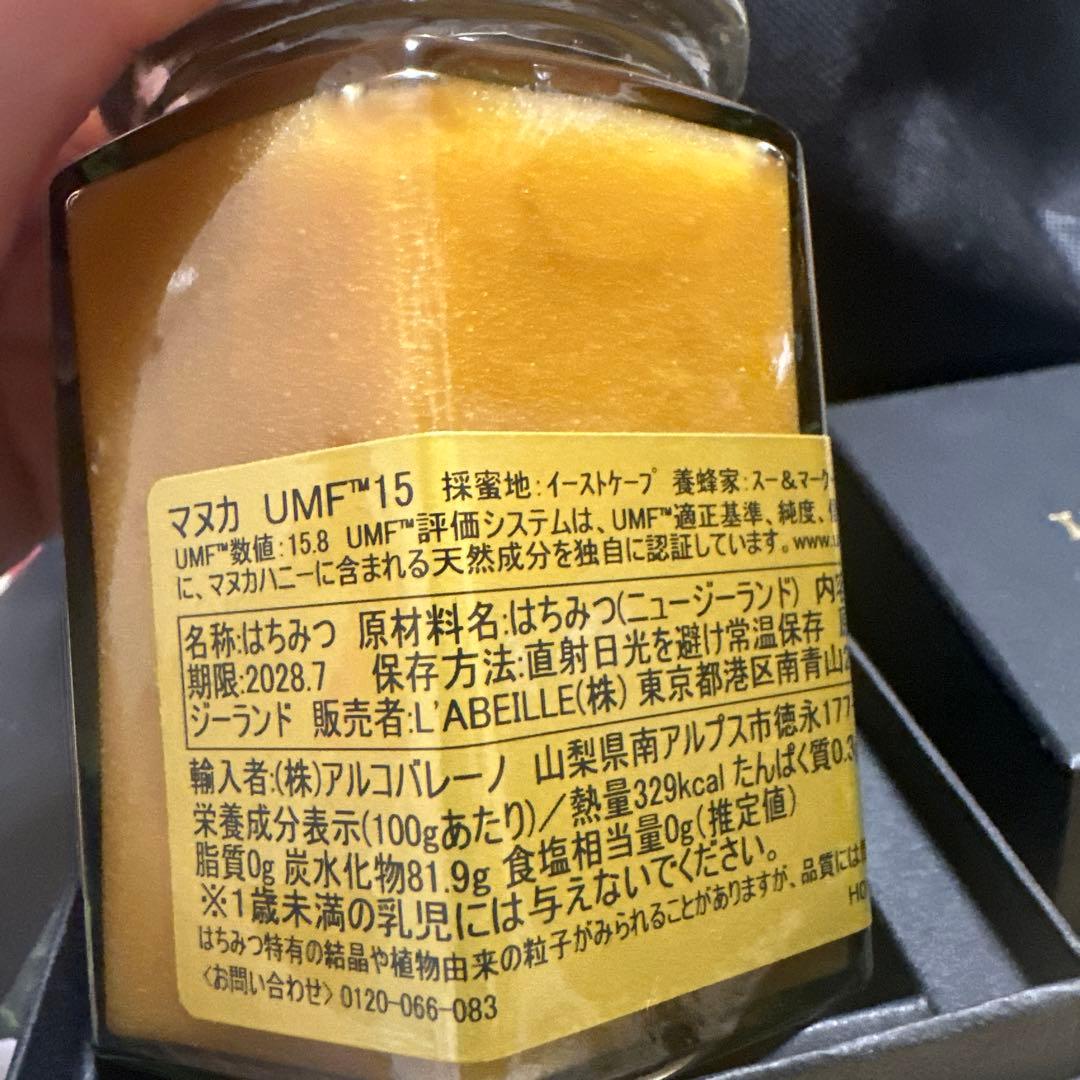 マヌカ UMF™15 採蜜地:イーストケープ 養蜂家:スー&マーク
UMF™数値:15.8 UMF™評価システムは、UMF™適正基準、純度、
に、マヌカハニーに含まれる天然成分を独自に認証しています。www.
名称:はちみつ 原材料名:はちみつ(ニュージーランド) 内容
期限:2028.7 保存方法:直射日光を避け常温保存
ジーランド 販売者:L'ABEILLE(株) 東京都港区南青山
輸入者:(株)アルコバレーノ 山梨県南アルプス市徳永177
栄養成分表示(100gあたり)/熱量329kcal たんぱく質0.3
脂質0g 炭水化物81.9g 食塩相当量0g(推定値)
※1歳未満の乳児には与えないでください。
はちみつ特有の結晶や植物由来の粒子がみられることがありますが、品質には
<お問い合わせ>0120-066-083
HO